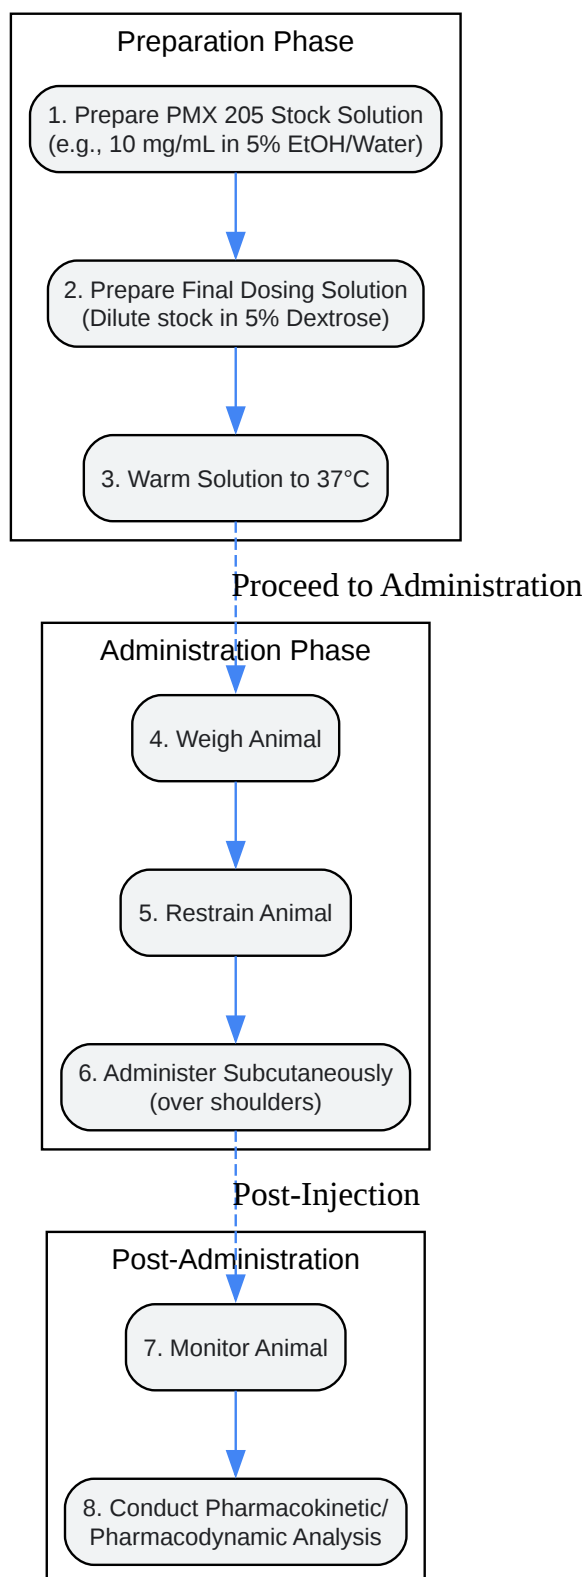 Preparation Phase
1. Prepare PMX 205 Stock Solution
(e.g., 10 mg/mL in 5% EtOH/Water)
2. Prepare Final Dosing Solution
(Dilute stock in 5% Dextrose)
3. Warm Solution to 37°C
Proceed to Administration
Administration Phase
4. Weigh Animal
5. Restrain Animal
6. Administer Subcutaneously
(over shoulders)
Post-Injection
Post-Administration
7. Monitor Animal
8. Conduct Pharmacokinetic/
Pharmacodynamic Analysis